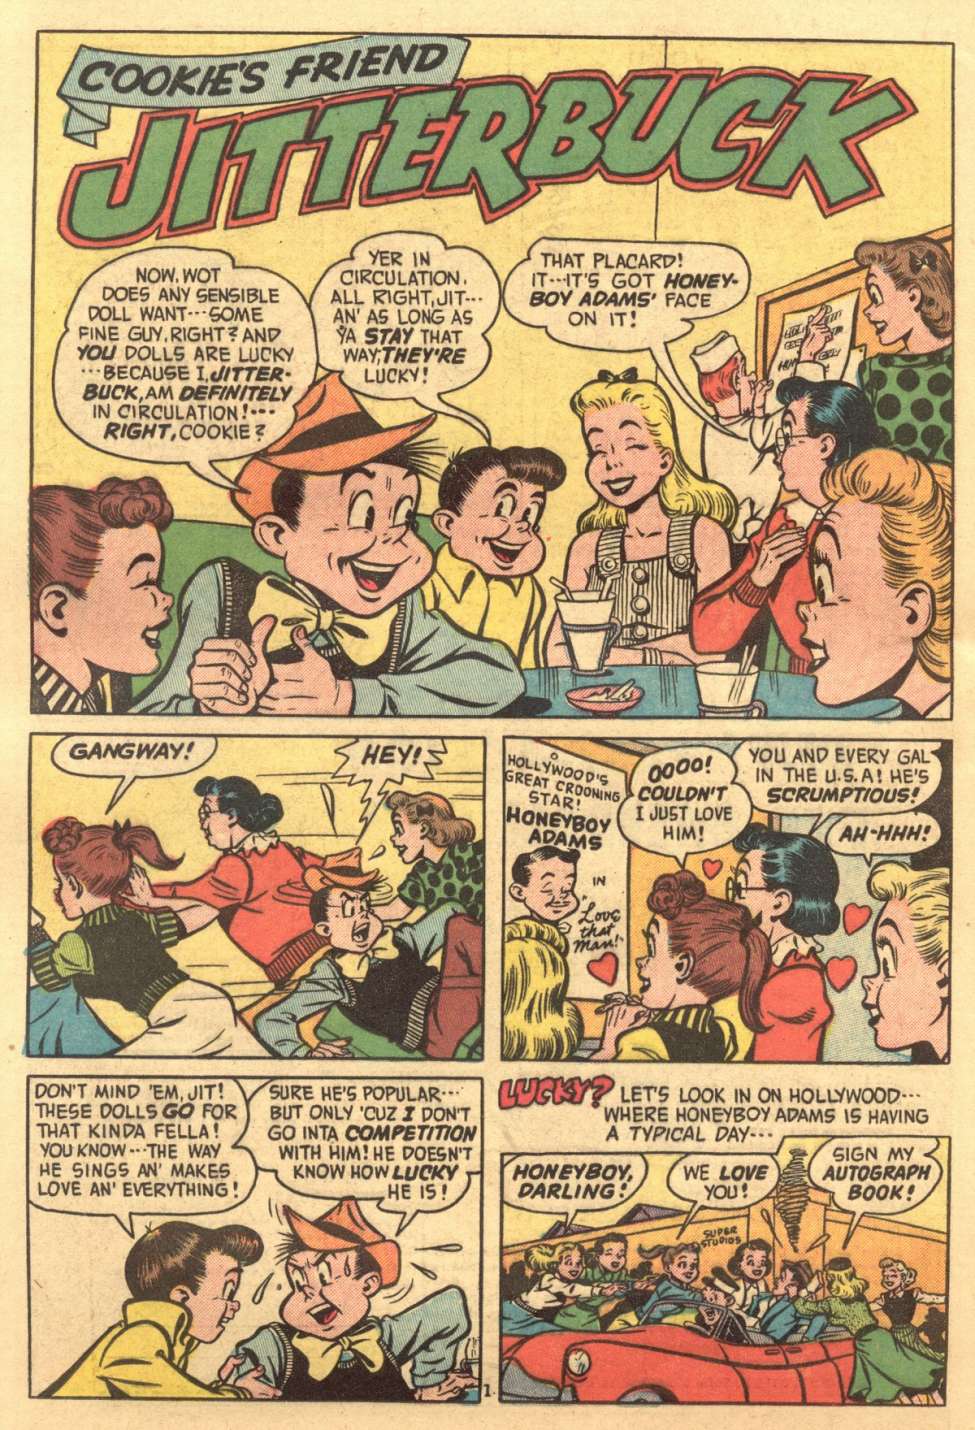 COOKIE'S FRIEND
JITTERBUCK
NOW, WOT
DOES ANY SENSIBLE
DOLL WANT--- SOME
FINE GUY, RIGHT? AND
YOU DOLLS ARE LUCKY
---BECAUSE I, JITTER-
BUCK, AM DEFINITELY
IN CIRCULATION!---
RIGHT, COOKIE?
YER IN
CIRCULATION,
ALL RIGHT, JIT---
AN' AS LONG AS
YA STAY THAT
WAY, THEY'RE
LUCKY!
THAT PLACARD!
IT---IT'S GOT HONEY-
BOY ADAMS' FACE
ON IT!
GANGWAY!
HEY!
HOLLYWOOD'S
GREAT CROONING
STAR!
HONEYBOY
ADAMS
IN
"Love
that
Man!"
OOOO!
COULDN'T
I JUST LOVE
HIM!
YOU AND EVERY GAL
IN THE U.S.A! HE'S
SCRUMPTIOUS!
AH-HHH!
DON'T MIND 'EM, JIT!
THESE DOLLS GO FOR
THAT KINDA FELLA!
YOU KNOW---THE WAY
HE SINGS AN' MAKES
LOVE AN' EVERYTHING!
SURE HE'S POPULAR---
BUT ONLY 'CUZ I DON'T
GO INTA COMPETITION
WITH HIM! HE DOESN'T
KNOW HOW LUCKY
HE IS!
LUCKY? LET'S LOOK IN ON HOLLYWOOD---
WHERE HONEYBOY ADAMS IS HAVING
A TYPICAL DAY---
HONEYBOY,
DARLING!
WE LOVE
YOU!
SIGN MY
AUTOGRAPH
BOOK!
SUPER
STUDIOS
1